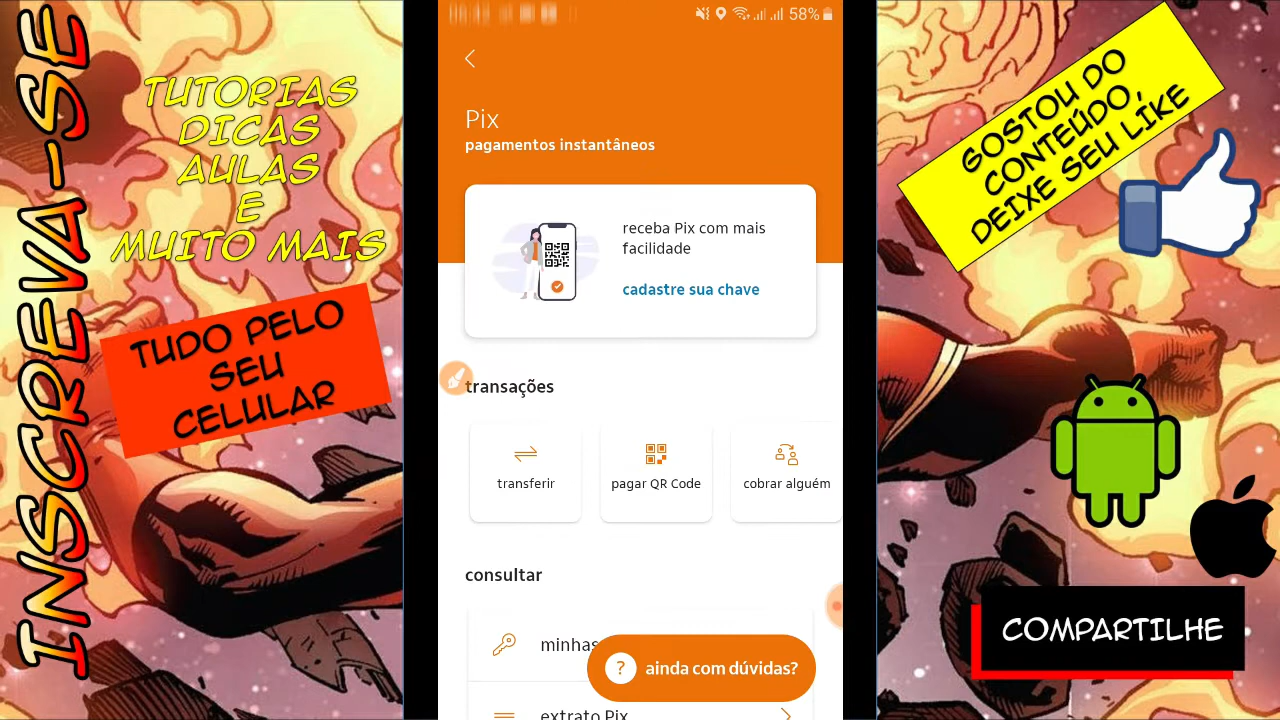 INSCREVA-SE
TUTORIAS
DICAS
AULAS
E
MUITO MAIS
TUDO PELO
SEU
CELULAR
58%
Pix
pagamentos instantâneos
receba Pix com mais
facilidade
cadastre sua chave
transações
transferir
pagar QR Code
cobrar alguém
consultar
minhas
? ainda com dúvidas?
extrato Pix
GOSTOU DO
CONTEÚDO,
DEIXE SEU LIKE
COMPARTILHE